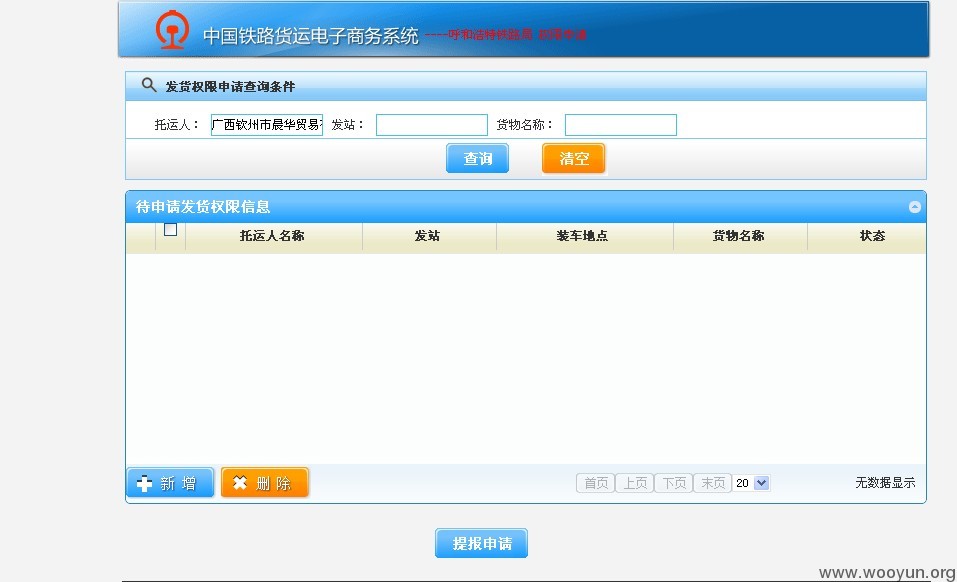 中国铁路货运电子商务系统 ----呼和浩特铁路局
发货权限申请查询条件
托运人： 广西钦州市晨华贸易 发站： 货物名称：
查询 清空
待申请发货权限信息
托运人名称 发站 装车地点 货物名称 状态
新 增 删 除 首页 上页 下页 末页 20 无数据显示
提报申请
www.wooyun.org